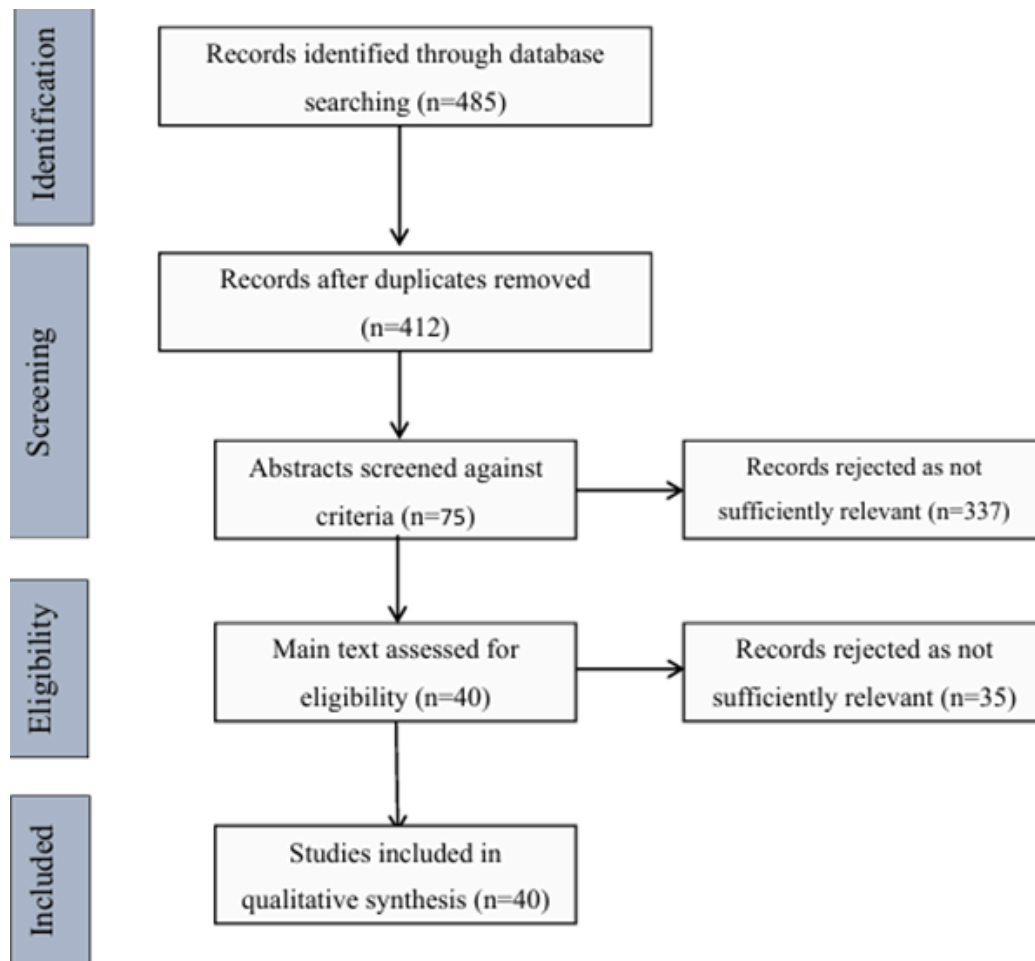 Identification
Records identified through database
searching (n=485)
Screening
Records after duplicates removed
(n=412)
Abstracts screened against
criteria (n=75)
Records rejected as not
sufficiently relevant (n=337)
Eligibility
Main text assessed for
eligibility (n=40)
Records rejected as not
sufficiently relevant (n=35)
Included
Studies included in
qualitative synthesis (n=40)